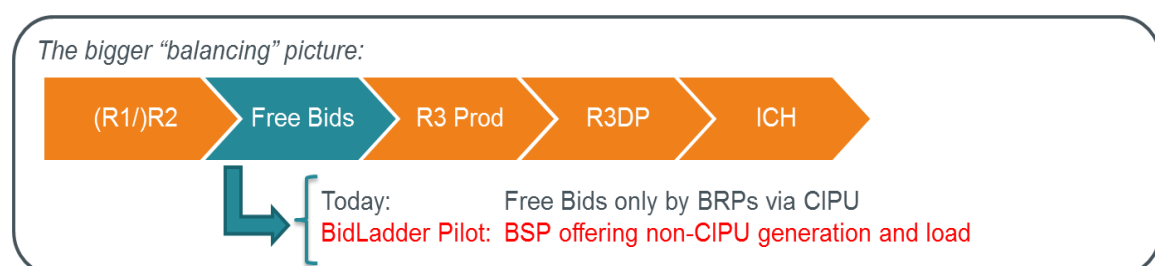 The bigger “balancing” picture:
(R1/)R2 Free Bids R3 Prod R3DP ICH
Today: Free Bids only by BRPs via CIPU
BidLadder Pilot: BSP offering non-CIPU generation and load